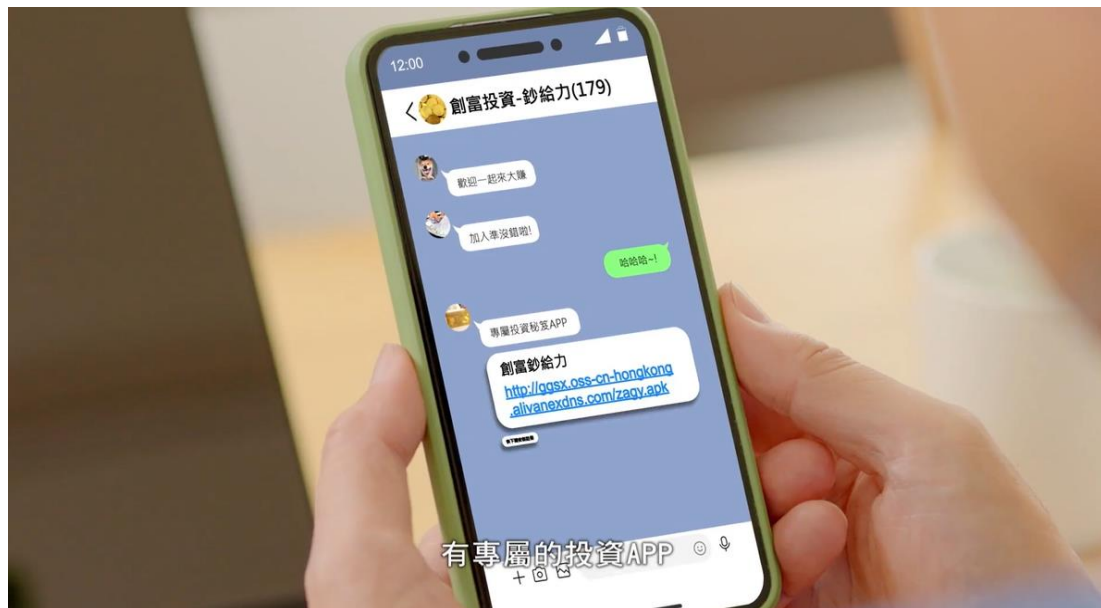 12:00
創富投資-鈔給力(179)
歡迎一起來大賺
加入準沒錯啦!
哈哈哈~!
專屬投資秘笈APP
創富鈔給力
http://ggsx.oss-cn-hongkong
.alivanexdns.com/zagy.apk
有專屬的投資APP